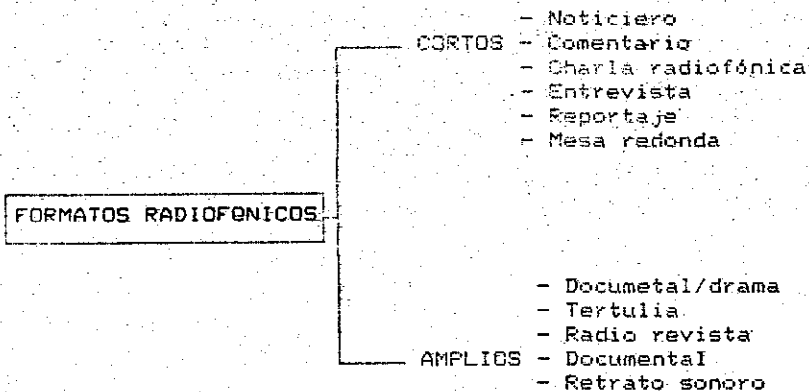 - Noticiero
CORTOS - Comentario
- Charla radiofónica
- Entrevista
- Reportaje
- Mesa redonda
FORMATOS RADIOFONICOS
- Documetal/drama
- Tertulia
- Radio revista
AMPLIOS - Documental
- Retrato sonoro